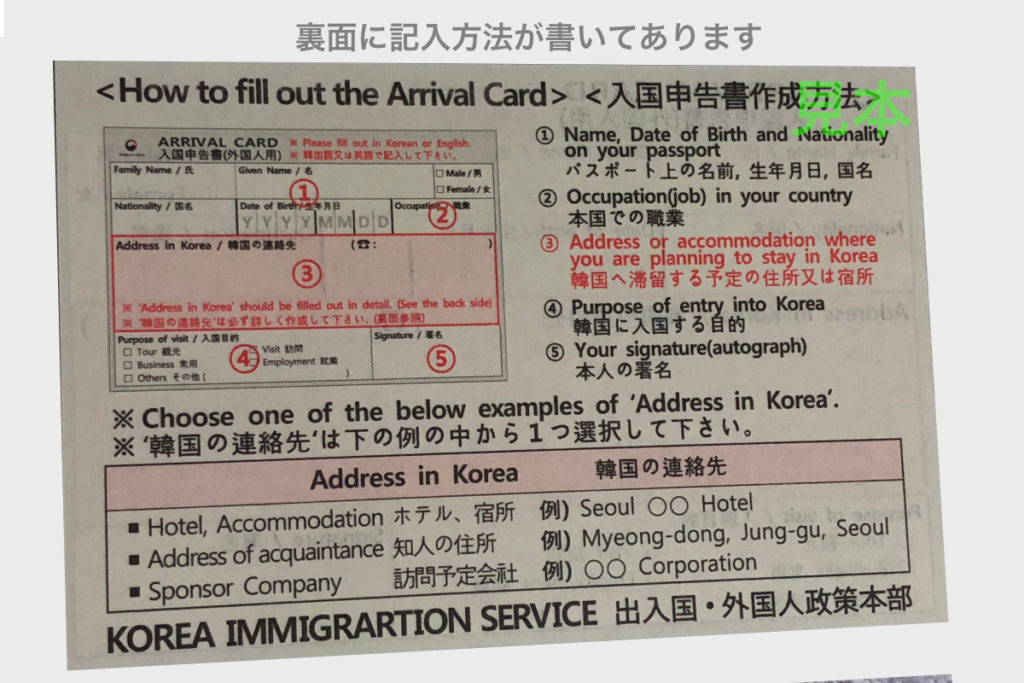 裏面に記入方法が書いてあります
<How to fill out the Arrival Card> <入国申告書作成方法>
見本
ARRIVAL CARD ※ Please fill out in Korean or English.
入国申告書(外国人用) ※ 韓国語又は英語で記入して下さい。
Family Name / 氏
Given Name / 名
□ Male / 男
□ Female / 女
①
Nationality / 国名
Date of Birth / 生年月日
Y Y Y Y M M D D
Occupation 職業
②
Address in Korea / 韓国の連絡先 (☎: )
③
※ 'Address in Korea' should be filled out in detail. (See the back side)
※ '韓国の連絡先'は必ず詳しく作成して下さい。(裏面参照)
Purpose of visit / 入国目的
□ Tour 観光
□ Visit 訪問
□ Business 常用
Employment 就業
□ Others その他 ( )
④
Signature / 署名
⑤
① Name, Date of Birth and Nationality
on your passport
パスポート上の名前, 生年月日, 国名
② Occupation(job) in your country
本国での職業
③ Address or accommodation where
you are planning to stay in Korea
韓国へ滞留する予定の住所又は宿所
④ Purpose of entry into Korea
韓国に入国する目的
⑤ Your signature(autograph)
本人の署名
※ Choose one of the below examples of 'Address in Korea'.
※ '韓国の連絡先'は下の例の中から1つ選択して下さい。
Address in Korea 韓国の連絡先
■ Hotel, Accommodation ホテル、宿所 例) Seoul ○○ Hotel
■ Address of acquaintance 知人の住所 例) Myeong-dong, Jung-gu, Seoul
■ Sponsor Company 訪問予定会社 例) ○○ Corporation
KOREA IMMIGRARTION SERVICE 出入国・外国人政策本部